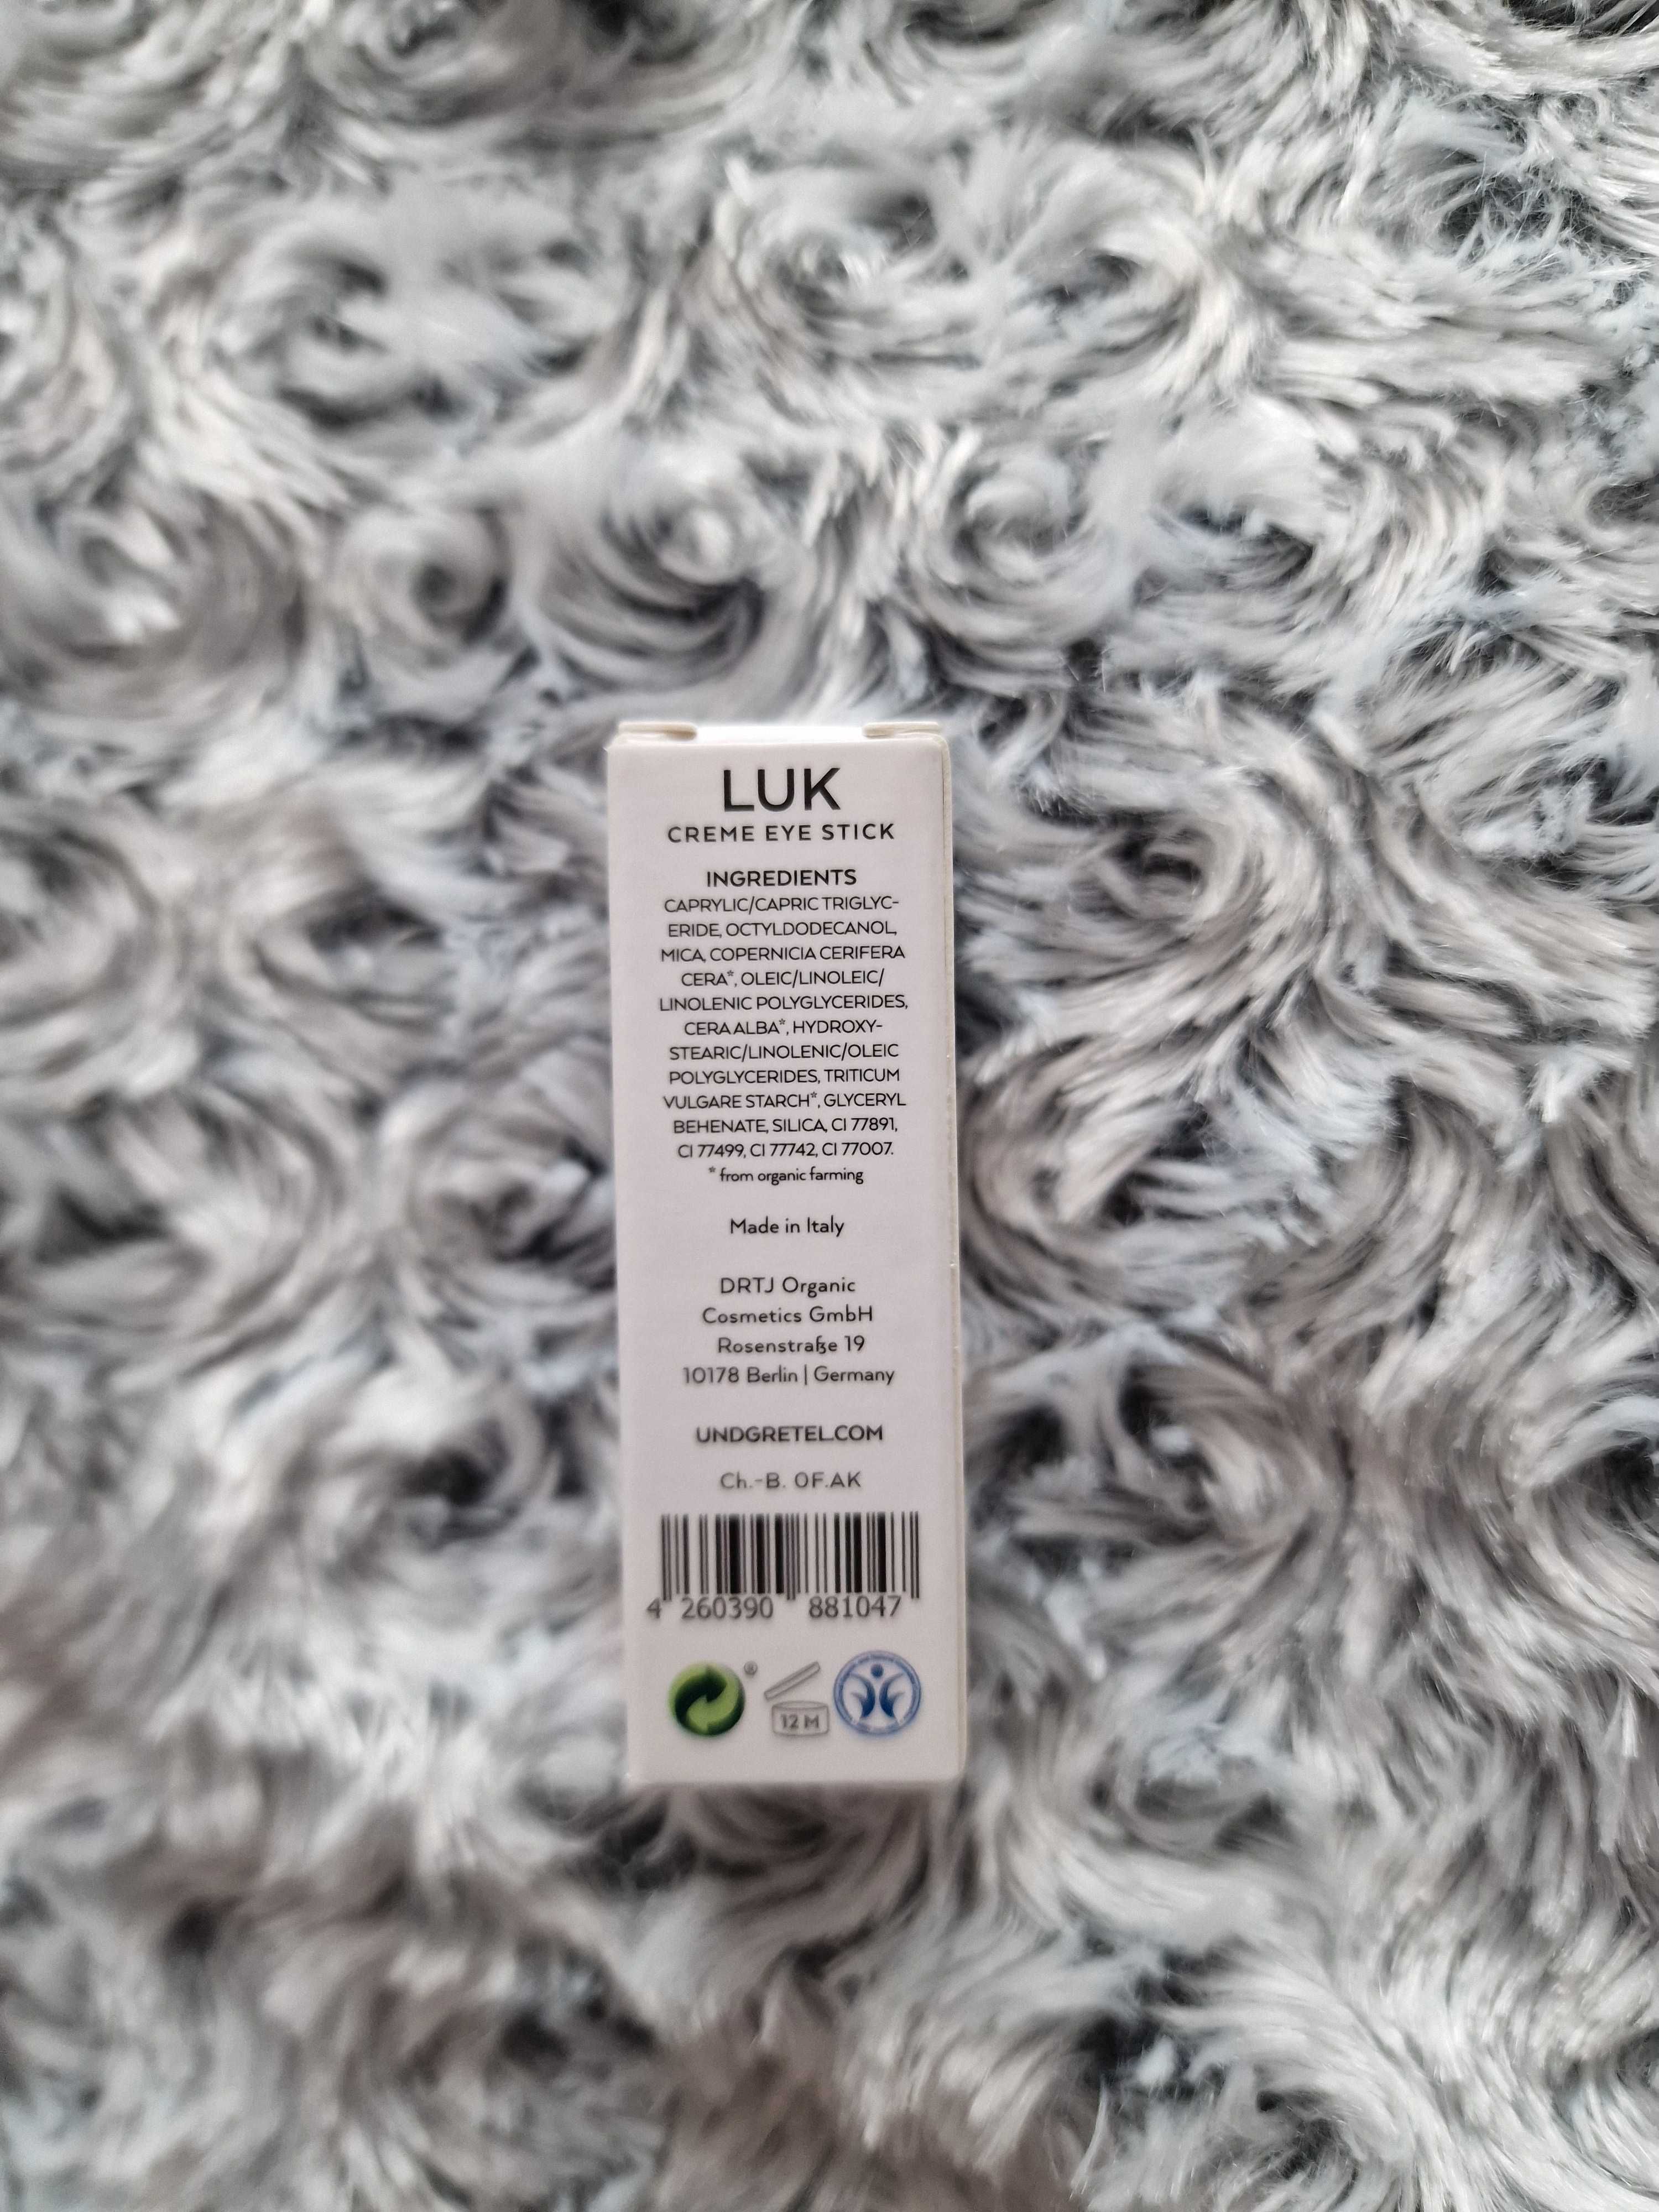 LUK
CREME EYE STICK
INGREDIENTS
CAPRYLIC/CAPRIC TRIGLYC-
ERIDE, OCTYLDODECANOL,
MICA, COPERNICIA CERIFERA
CERA*, OLEIC/LINOLEIC/
LINOLENIC POLYGLYCERIDES,
CERA ALBA*, HYDROXY-
STEARIC/LINOLENIC/OLEIC
POLYGLYCERIDES, TRITICUM
VULGARE STARCH*, GLYCERYL
BEHENATE, SILICA, CI 77891,
CI 77499, CI 77742, CI 77007.
* from organic farming
Made in Italy
DRTJ Organic
Cosmetics GmbH
Rosenstraße 19
10178 Berlin | Germany
UNDGRETEL.COM
Ch.-B. 0F.AK
4 260390 881047
®
12 M